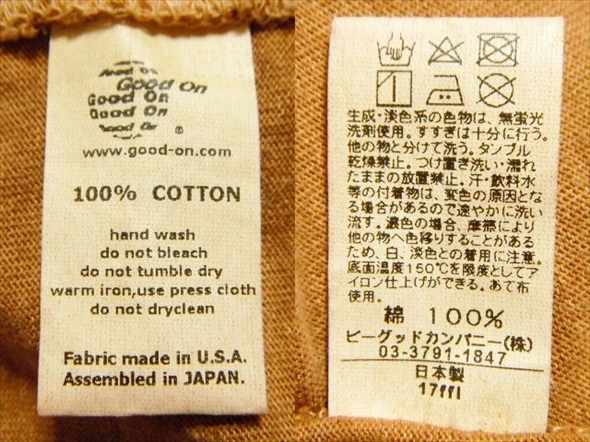 Good On
Good On
Good On
Good On
Good On
®
www.good-on.com
100% COTTON
hand wash
do not bleach
do not tumble dry
warm iron,use press cloth
do not dryclean
Fabric made in U.S.A.
Assembled in JAPAN.
生成・淡色系の色物は、無蛍光
洗剤使用。すすぎは十分に行う。
他の物と分けて洗う。タンブル
乾燥禁止。つけ置き洗い・濡れ
たままの放置禁止。汗・飲料水
等の付着物は、変色の原因とな
る場合があるので速やかに洗い
流す。濃色の場合、摩擦により
他の物へ色移りすることがある
ため、白、淡色との着用に注意。
底面温度150℃を限度としてア
イロン仕上げができる。あて布
使用。
綿 100%
ビーグッドカンパニー(株)
03-3791-1847
日本製
17ffl